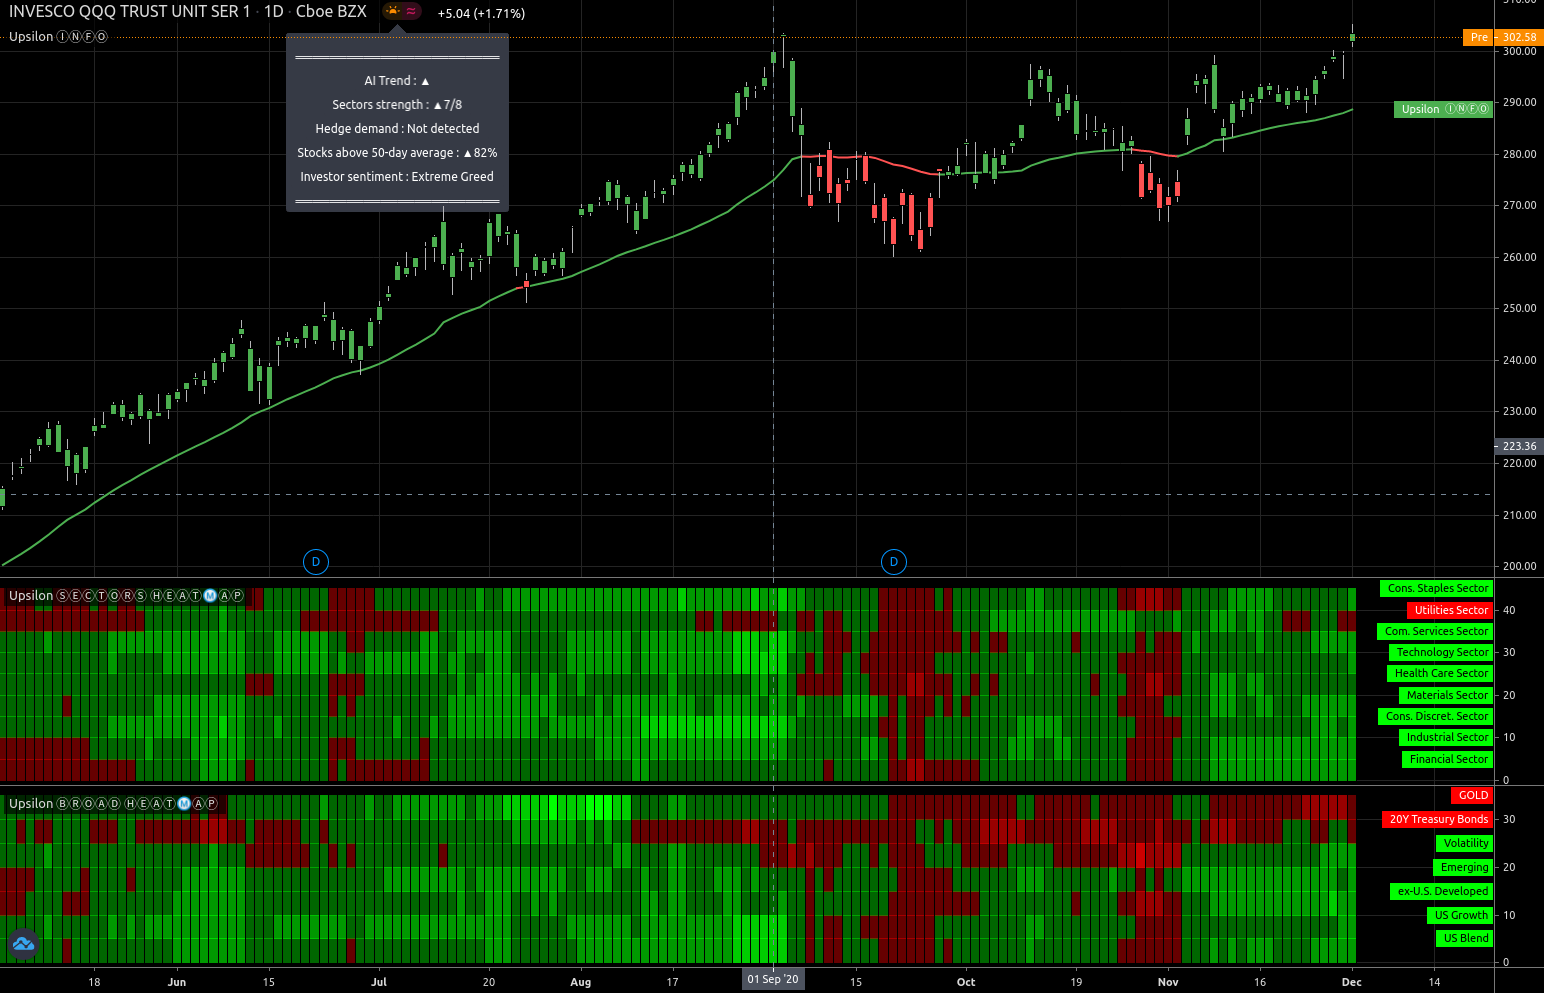 INVESCO QQQ TRUST UNIT SER 1 · 1D · Cboe BZX ≈ +5.04 (+1.71%)
Upsilon ⒾⓃⒻⓄ
AI Trend : ▲
Sectors strength : ▲7/8
Hedge demand : Not detected
Stocks above 50-day average : ▲82%
Investor sentiment : Extreme Greed
310.00
Pre 302.58
300.00
290.00
Upsilon ⒾⓃⒻⓄ
280.00
270.00
260.00
250.00
240.00
230.00
223.36
220.00
210.00
200.00
D D
Upsilon ⓈⒺⒸⓉⓄⓇⓈ ⒽⒺⒶⓉⓂⒶⓅ
Cons. Staples Sector
Utilities Sector 40
Com. Services Sector
Technology Sector 30
Health Care Sector
Materials Sector 20
Cons. Discret. Sector
Industrial Sector 10
Financial Sector
0
Upsilon ⒷⓇⓄⒶⒹ ⒽⒺⒶⓉⓂⒶⓅ
GOLD
20Y Treasury Bonds 30
Volatility
Emerging 20
ex-U.S. Developed
US Growth 10
US Blend
0
18 Jun 15 Jul 20 Aug 17 01 Sep '20 15 Oct 19 Nov 16 Dec 14